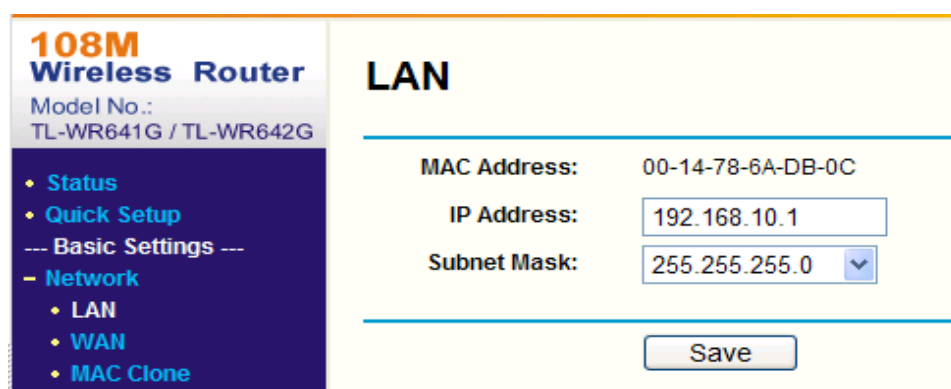 108M
Wireless Router
Model No.:
TL-WR641G / TL-WR642G
• Status
• Quick Setup
--- Basic Settings ---
– Network
• LAN
• WAN
• MAC Clone
LAN
MAC Address: 00-14-78-6A-DB-0C
IP Address: 192.168.10.1
Subnet Mask: 255.255.255.0
Save